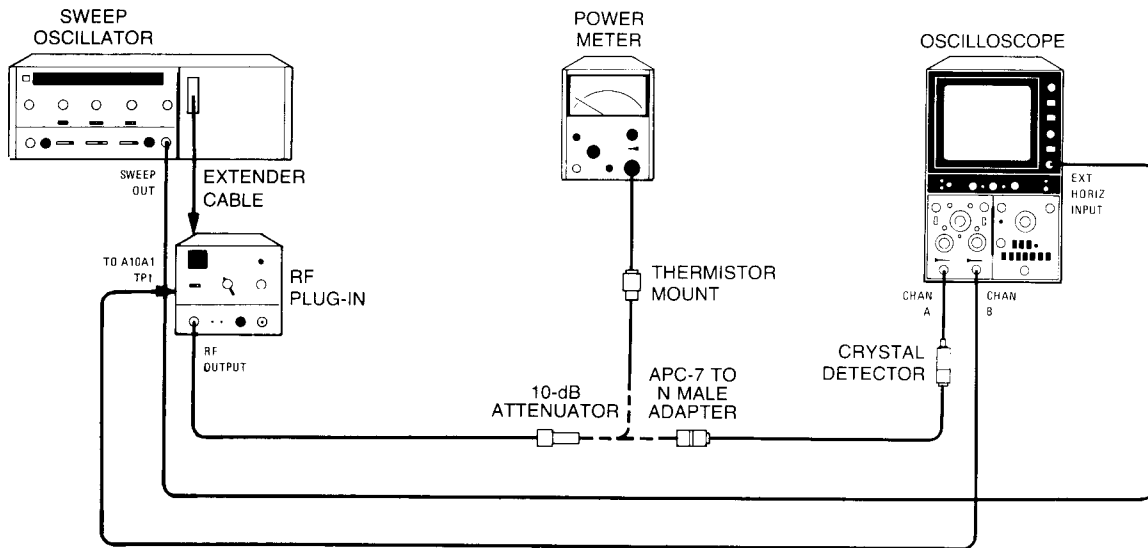 SWEEP
OSCILLATOR
POWER
METER
OSCILLOSCOPE
SWEEP
OUT
EXTENDER
CABLE
EXT
HORIZ
INPUT
TO A10A1
TP1
RF
PLUG-IN
THERMISTOR
MOUNT
CHAN
A
CHAN
B
RF
OUTPUT
CRYSTAL
DETECTOR
10-dB
ATTENUATOR
APC-7 TO
N MALE
ADAPTER